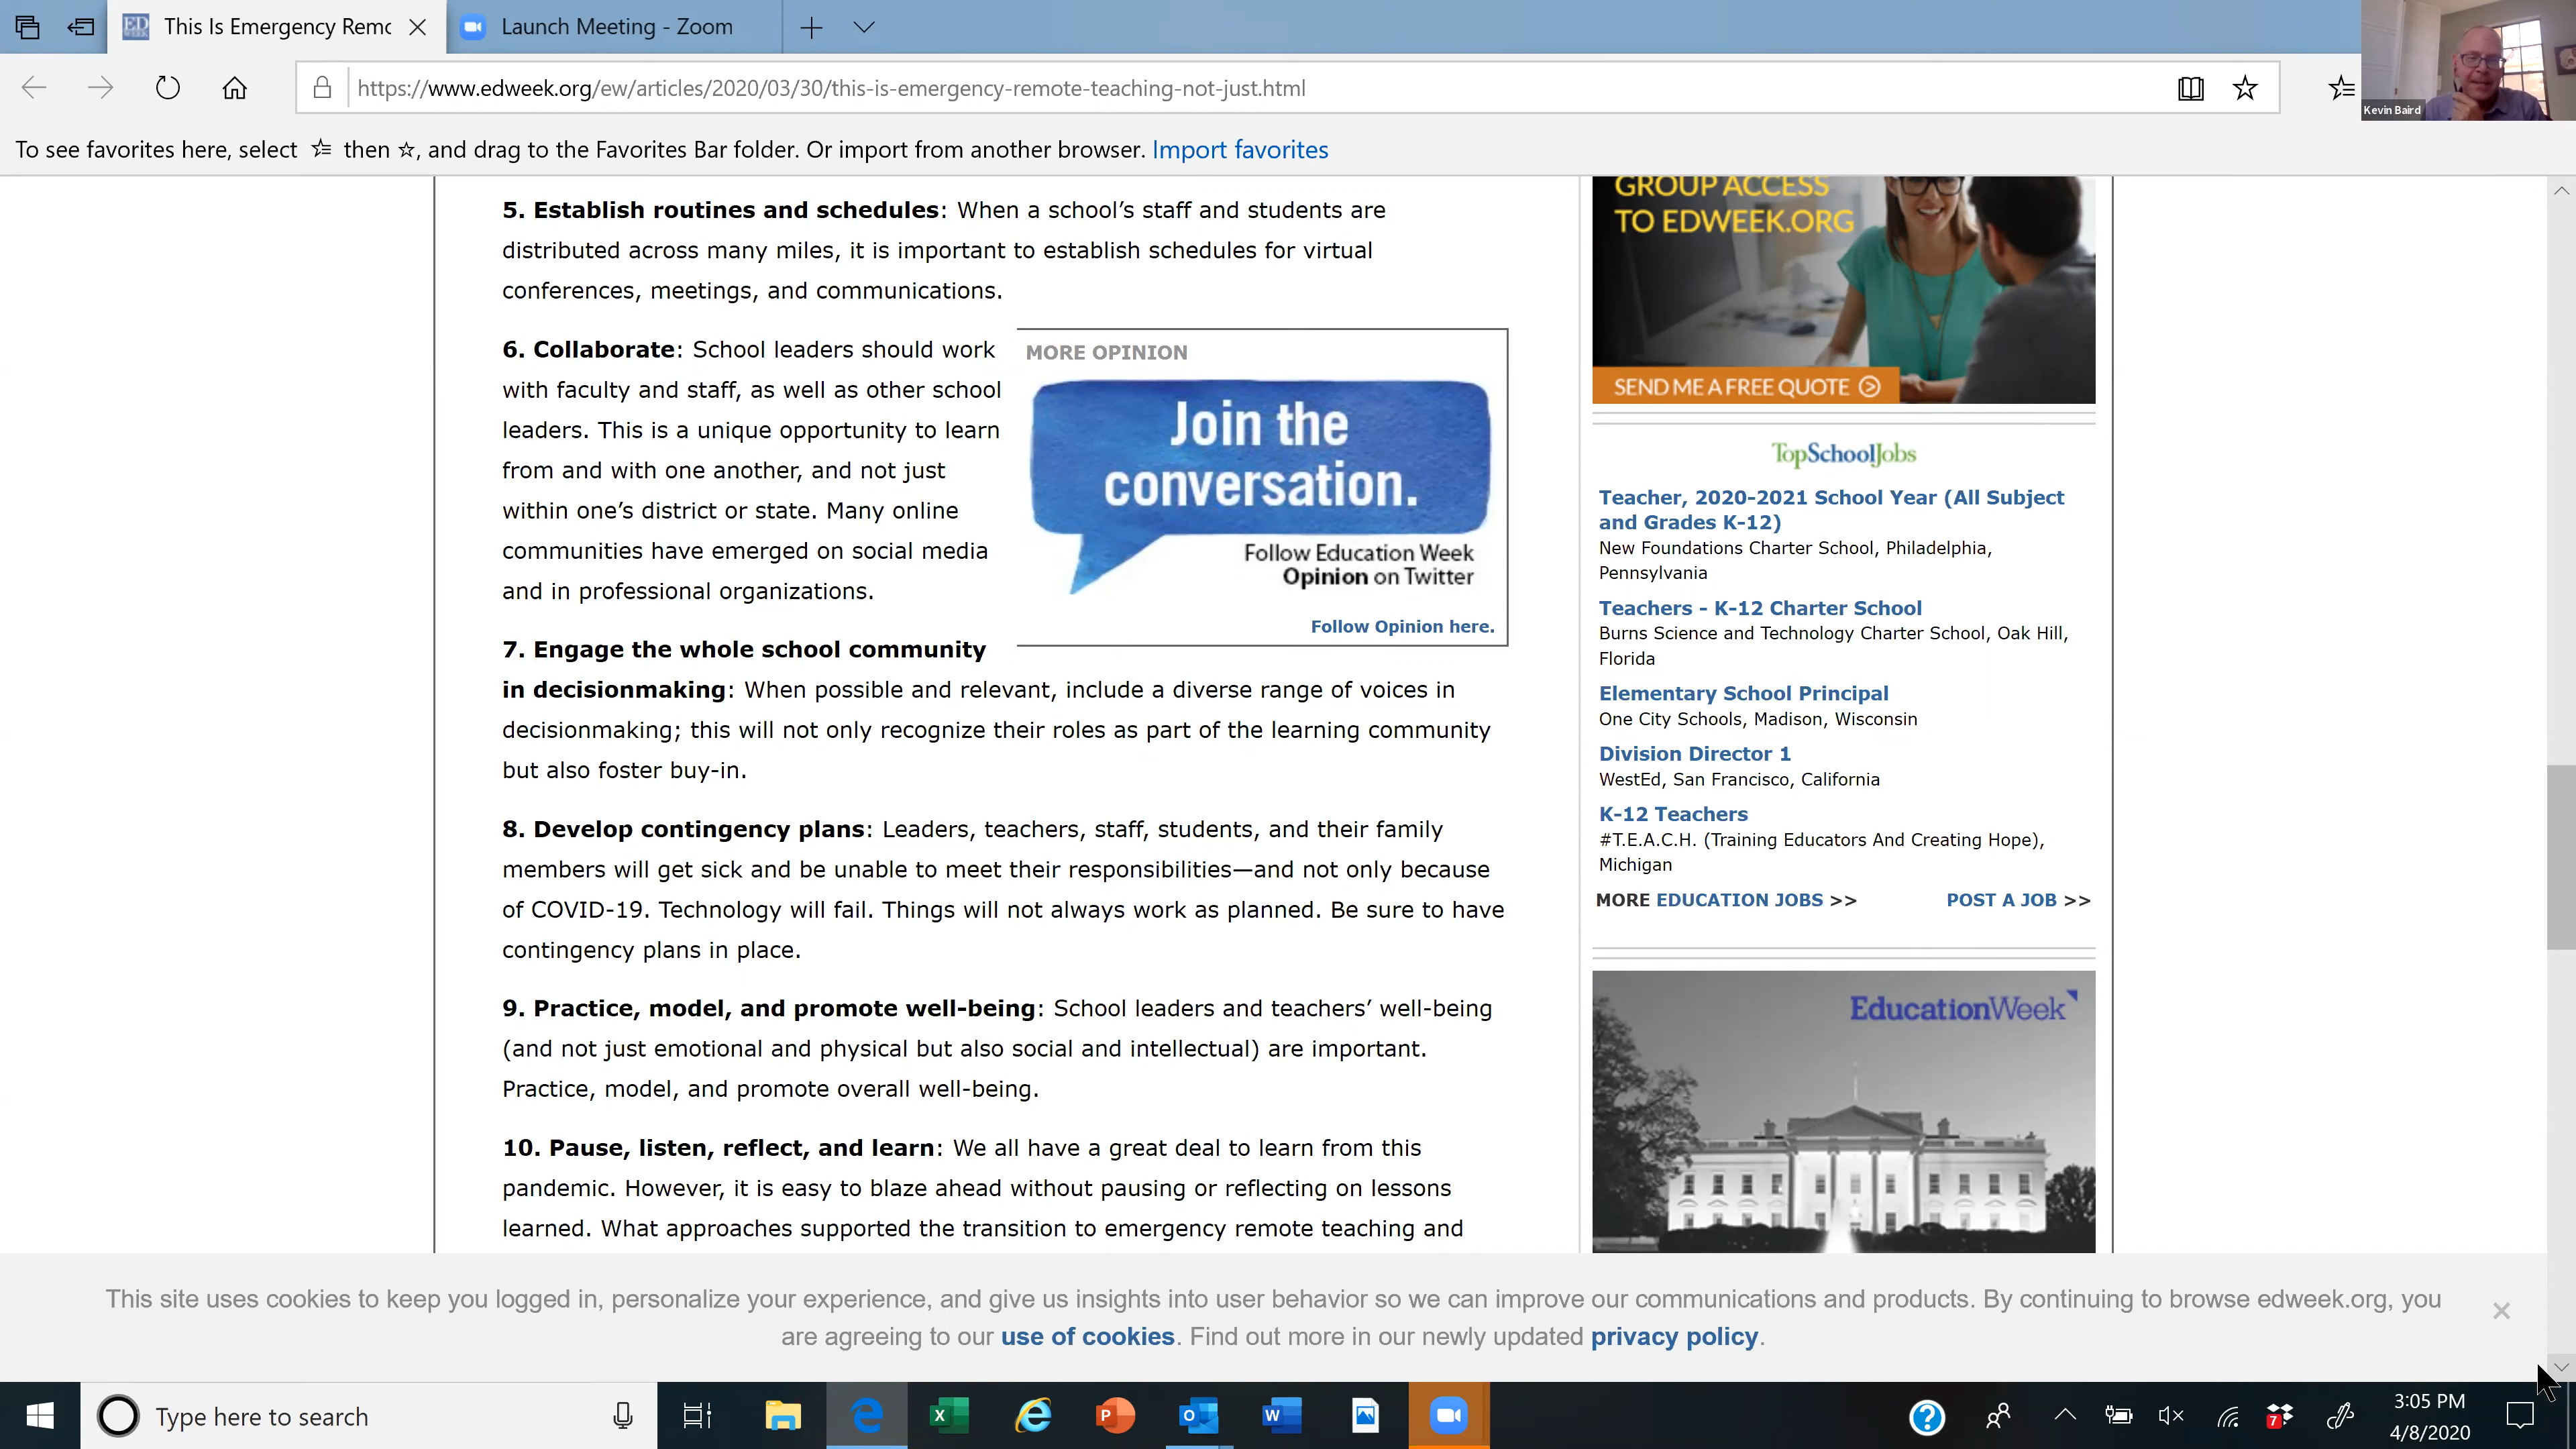 This Is Emergency Remo
Launch Meeting - Zoom
https://www.edweek.org/ew/articles/2020/03/30/this-is-emergency-remote-teaching-not-just.html
Kevin Baird
To see favorites here, select then , and drag to the Favorites Bar folder. Or import from another browser. Import favorites
5. Establish routines and schedules: When a school’s staff and students are
distributed across many miles, it is important to establish schedules for virtual
conferences, meetings, and communications.
6. Collaborate: School leaders should work
with faculty and staff, as well as other school
leaders. This is a unique opportunity to learn
from and with one another, and not just
within one’s district or state. Many online
communities have emerged on social media
and in professional organizations.
MORE OPINION
Join the
conversation.
Follow Education Week
Opinion on Twitter
Follow Opinion here.
7. Engage the whole school community
in decisionmaking: When possible and relevant, include a diverse range of voices in
decisionmaking; this will not only recognize their roles as part of the learning community
but also foster buy-in.
8. Develop contingency plans: Leaders, teachers, staff, students, and their family
members will get sick and be unable to meet their responsibilities—and not only because
of COVID-19. Technology will fail. Things will not always work as planned. Be sure to have
contingency plans in place.
9. Practice, model, and promote well-being: School leaders and teachers’ well-being
(and not just emotional and physical but also social and intellectual) are important.
Practice, model, and promote overall well-being.
10. Pause, listen, reflect, and learn: We all have a great deal to learn from this
pandemic. However, it is easy to blaze ahead without pausing or reflecting on lessons
learned. What approaches supported the transition to emergency remote teaching and
GROUP ACCESS
TO EDWEEK.ORG
SEND ME A FREE QUOTE
TopSchoolJobs
Teacher, 2020-2021 School Year (All Subject
and Grades K-12)
New Foundations Charter School, Philadelphia,
Pennsylvania
Teachers - K-12 Charter School
Burns Science and Technology Charter School, Oak Hill,
Florida
Elementary School Principal
One City Schools, Madison, Wisconsin
Division Director 1
WestEd, San Francisco, California
K-12 Teachers
#T.E.A.C.H. (Training Educators And Creating Hope),
Michigan
MORE EDUCATION JOBS >> POST A JOB >>
EducationWeek
This site uses cookies to keep you logged in, personalize your experience, and give us insights into user behavior so we can improve our communications and products. By continuing to browse edweek.org, you
are agreeing to our use of cookies. Find out more in our newly updated privacy policy.
Type here to search
3:05 PM
4/8/2020